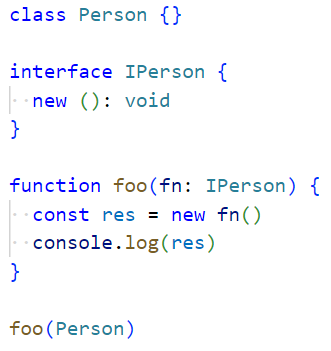 class Person {}

interface IPerson {
  new (): void
}

function foo(fn: IPerson) {
  const res = new fn()
  console.log(res)
}

foo(Person)